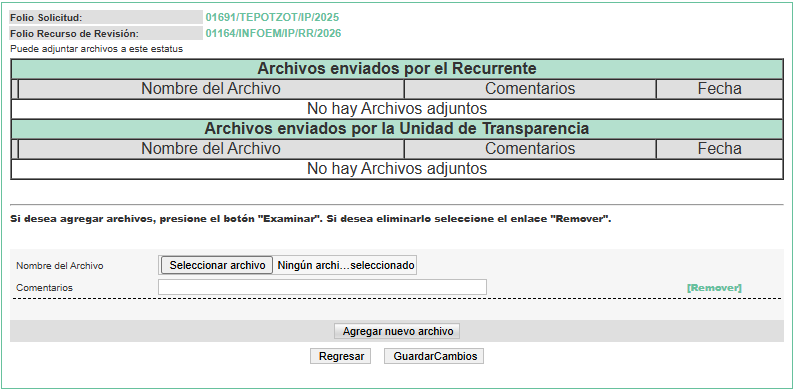 Folio Solicitud: 01691/TEPOTZOT/IP/2025
Folio Recurso de Revisión: 01164/INFOEM/IP/RR/2026
Puede adjuntar archivos a este estatus
Archivos enviados por el Recurrente
Nombre del Archivo Comentarios Fecha
No hay Archivos adjuntos
Archivos enviados por la Unidad de Transparencia
Nombre del Archivo Comentarios Fecha
No hay Archivos adjuntos
Si desea agregar archivos, presione el botón "Examinar". Si desea eliminarlo seleccione el enlace "Remover".
Nombre del Archivo Seleccionar archivo Ningún archi...seleccionado
Comentarios [Remover]
Agregar nuevo archivo
Regresar GuardarCambios